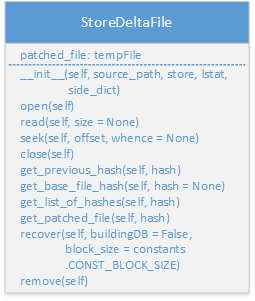 StoreDeltaFile
patched_file: tempFile
__init__(self, source_path, store, lstat,
side_dict)
open(self)
read(self, size = None)
seek(self, offset, whence = None)
close(self)
get_previous_hash(self, hash)
get_base_file_hash(self, hash = None)
get_list_of_hashes(self, hash)
get_patched_file(self, hash)
recover(self, buildingDB = False,
block_size = constants
.CONST_BLOCK_SIZE)
remove(self)